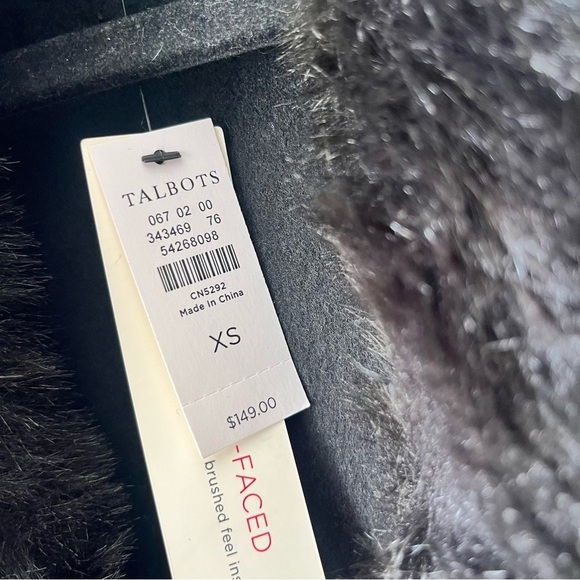 TALBOTS
067 02 00
343469 76
54268098
CN5292
Made In China
XS
$149.00
-FACED
brushed feel ins